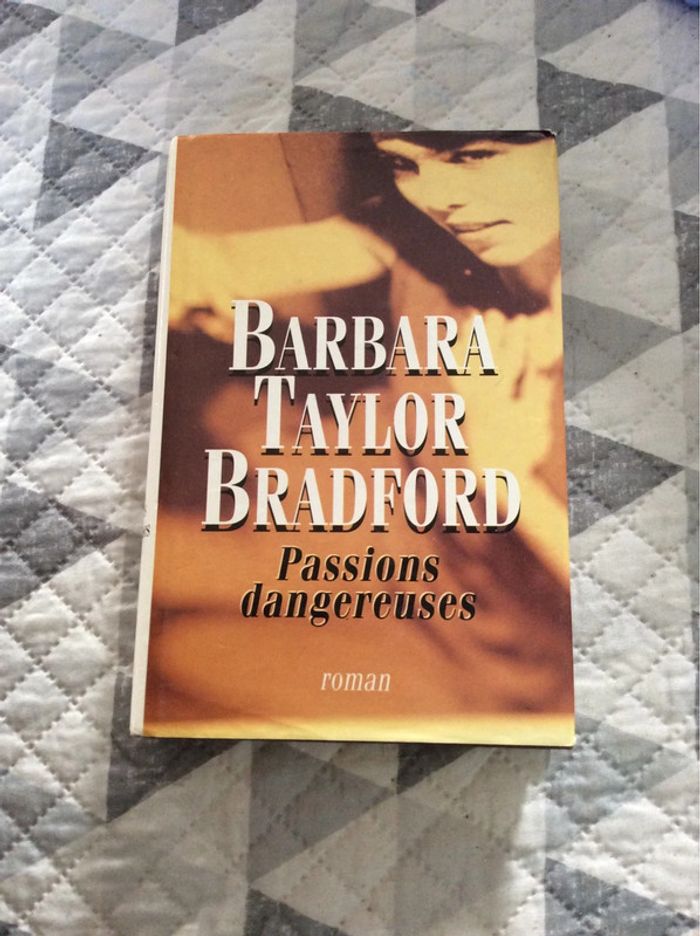 BARBARA
TAYLOR
BRADFORD
Passions
dangereuses
roman